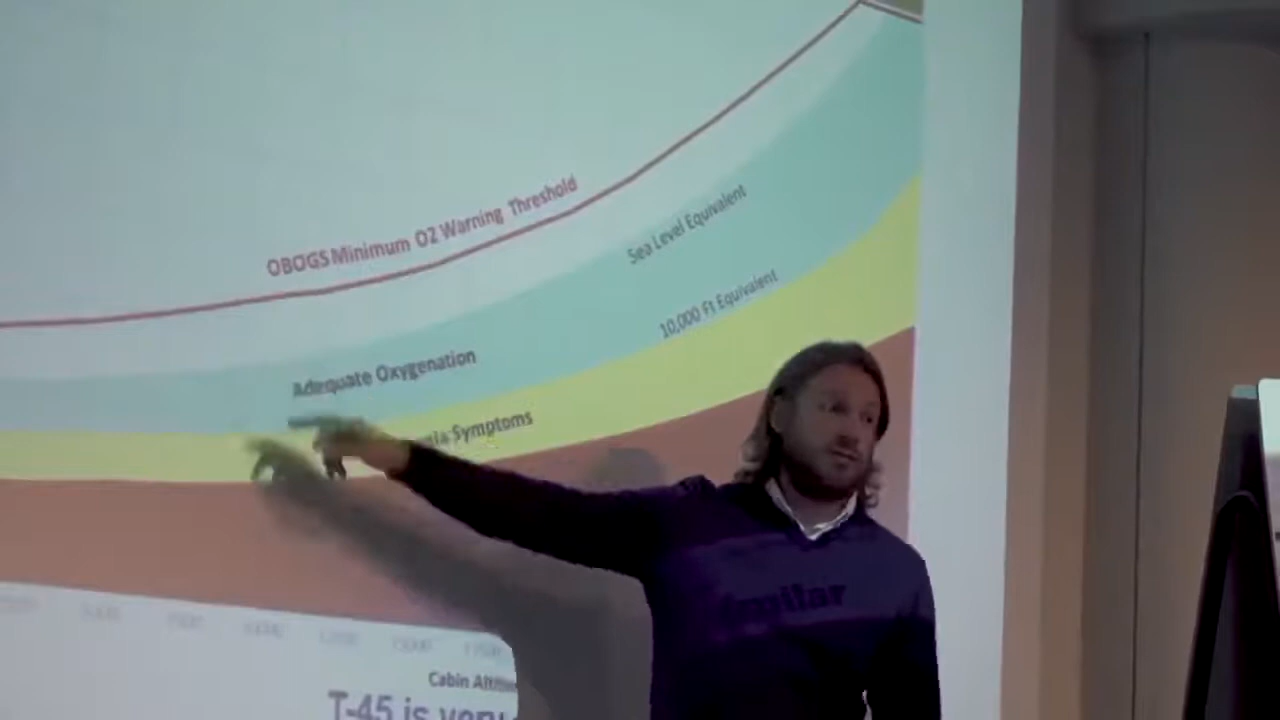 OBOGS Minimum O2 Warning Threshold
Sea Level Equivalent
10,000 Ft Equivalent
Adequate Oxygenation
Symptoms
Cabin
T-45 is very
similar